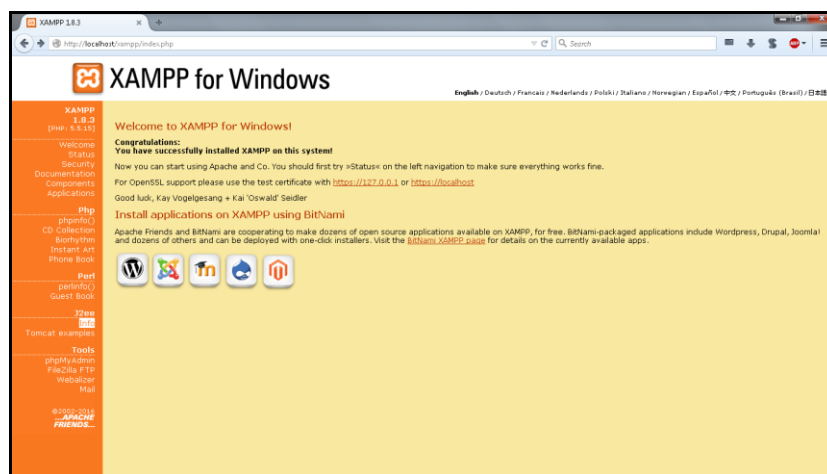 XAMPP 1.8.3
http://localhost/xampp/index.php
Search
XAMPP for Windows
English / Deutsch / Francais / Nederlands / Polski / Italiano / Norwegian / Español / 中文 / Português (Brasil) / 日本語
XAMPP
1.8.3
[PHP: 5.5.15]
Welcome
Status
Security
Documentation
Components
Applications
Php
phpinfo()
CD Collection
Biorhythm
Instant Art
Phone Book
Perl
perlinfo()
Guest Book
J2ee
Info
Tomcat examples
Tools
phpMyAdmin
FileZilla FTP
Webalizer
Mail
©2002-2016
...APACHE
FRIENDS...
Welcome to XAMPP for Windows!
Congratulations:
You have successfully installed XAMPP on this system!
Now you can start using Apache and Co. You should first try »Status« on the left navigation to make sure everything works fine.
For OpenSSL support please use the test certificate with https://127.0.0.1 or https://localhost
Good luck, Kay Vogelgesang + Kai 'Oswald' Seidler
Install applications on XAMPP using BitNami
Apache Friends and BitNami are cooperating to make dozens of open source applications available on XAMPP, for free. BitNami-packaged applications include Wordpress, Drupal, Joomla!
and dozens of others and can be deployed with one-click installers. Visit the BitNami XAMPP page for details on the currently available apps.